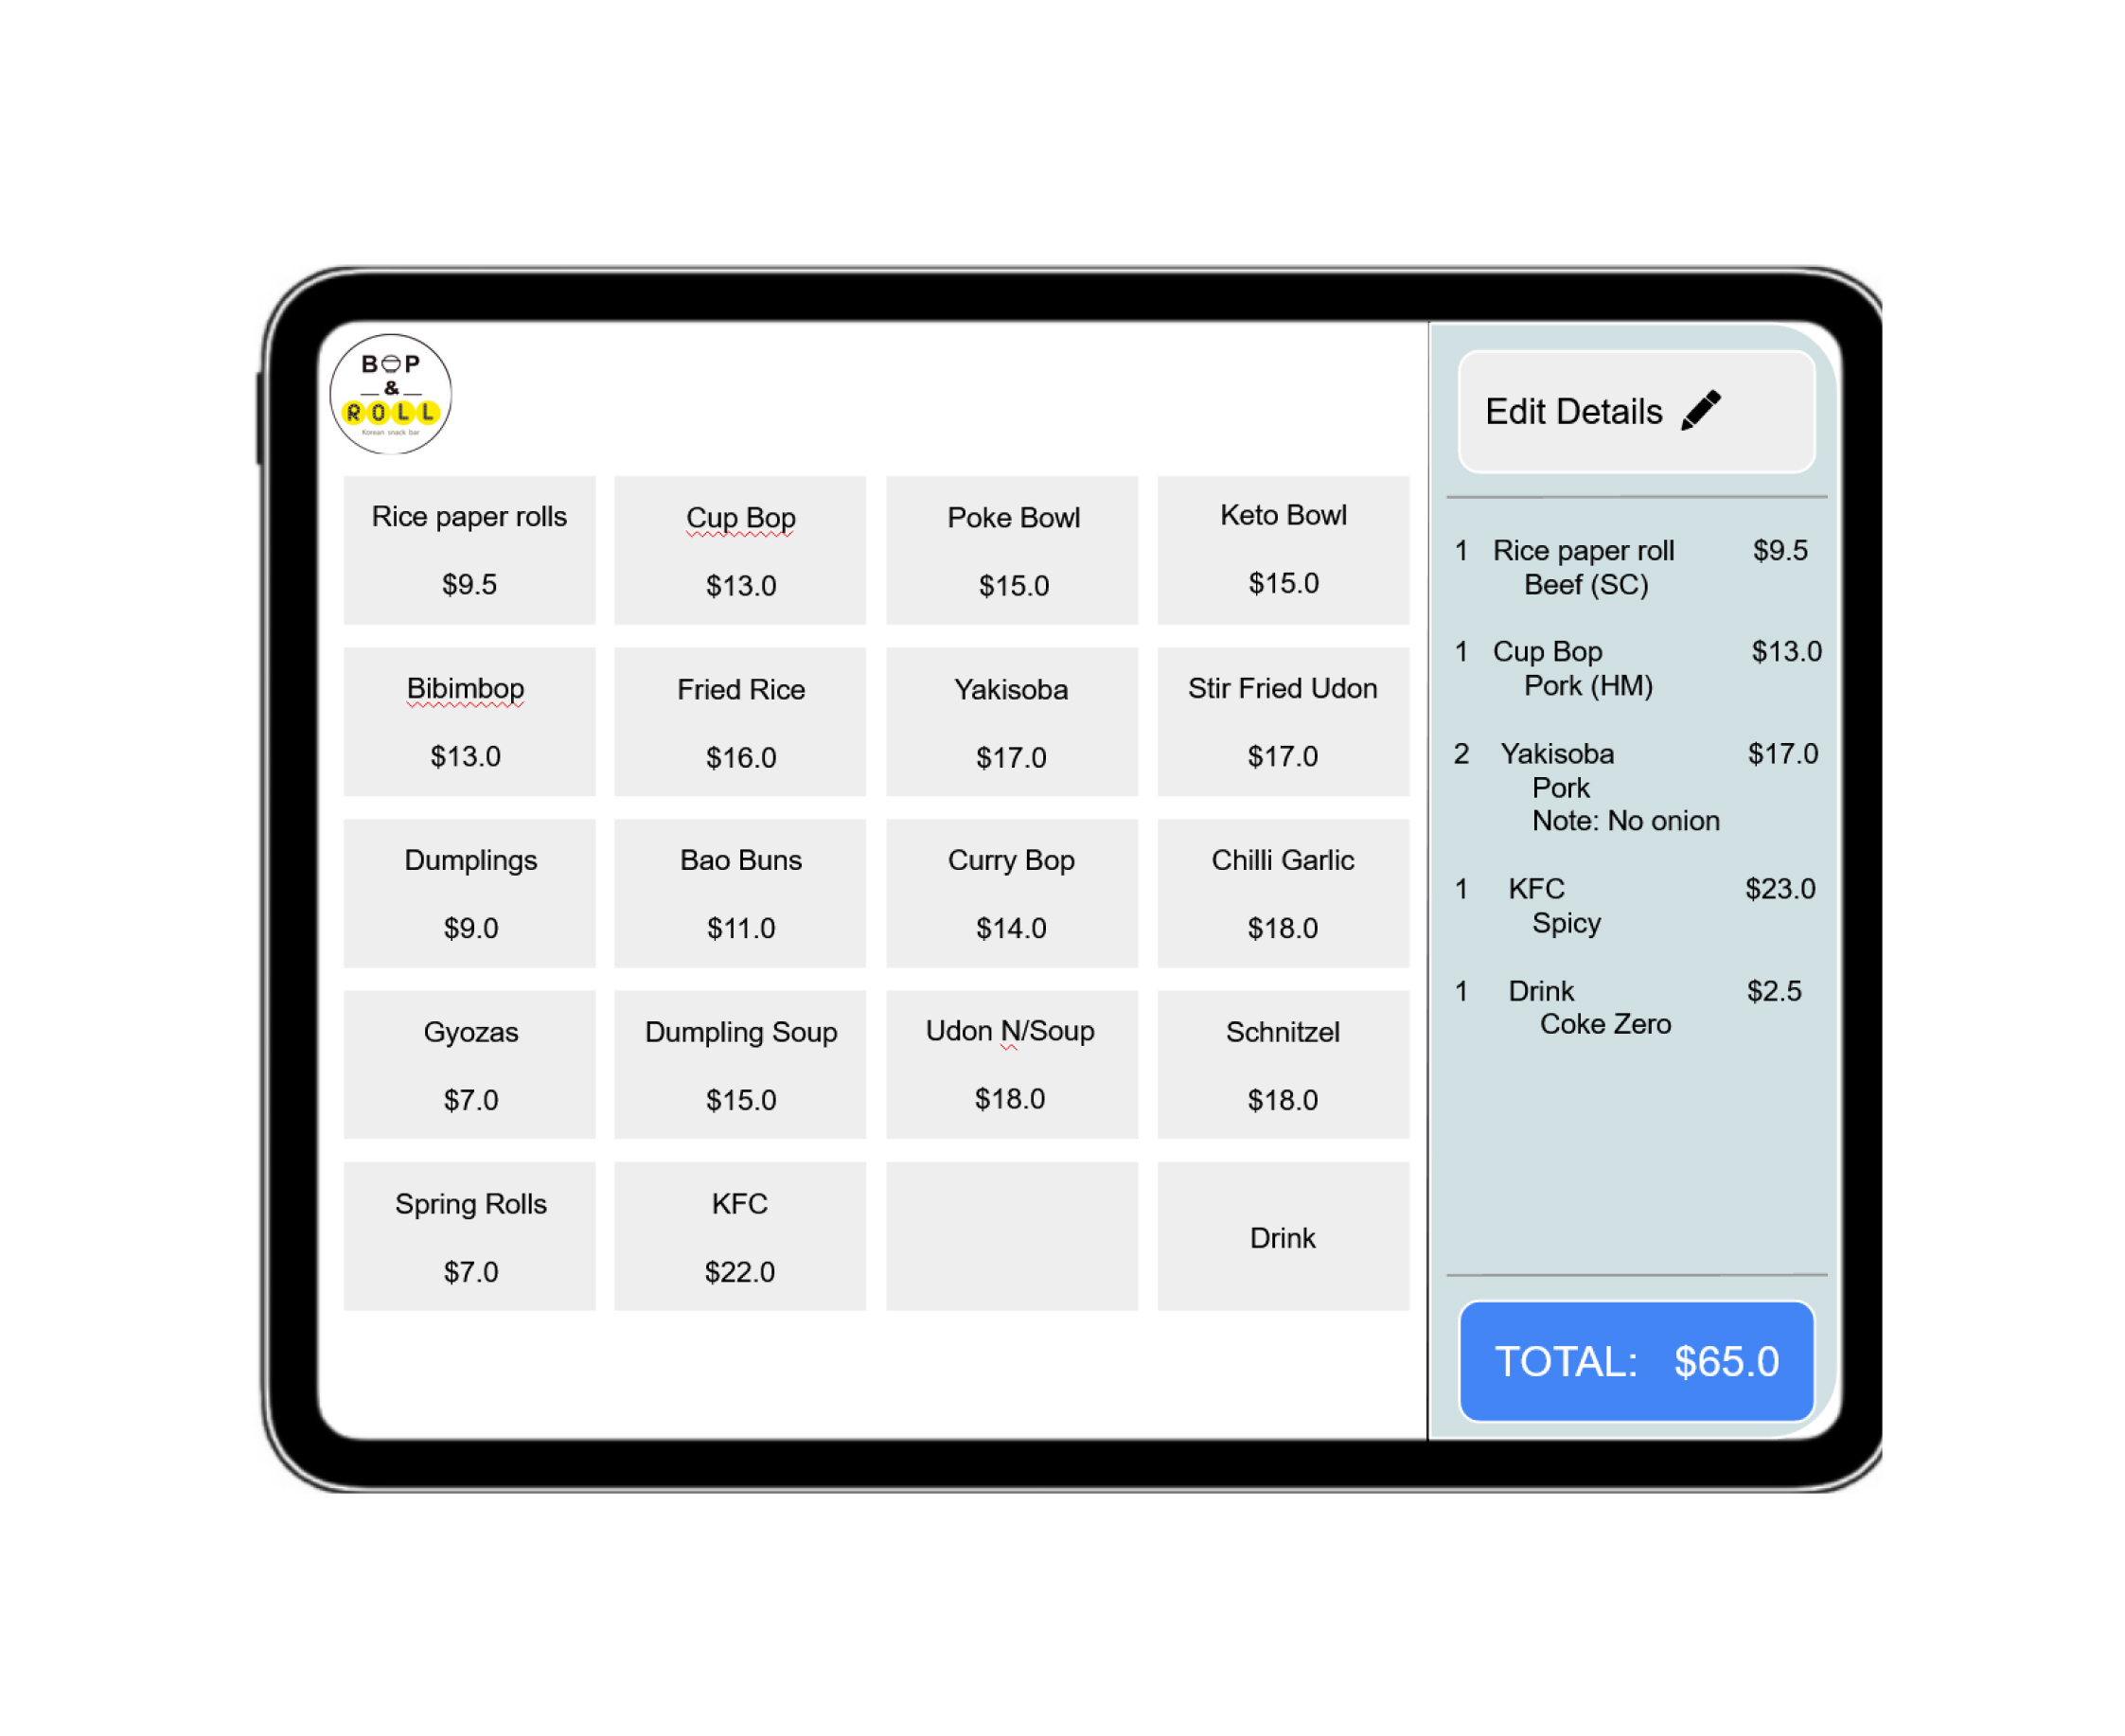 BOP
&
ROLL
Korean snack bar
Rice paper rolls
$9.5
Cup Bop
$13.0
Poke Bowl
$15.0
Keto Bowl
$15.0
Bibimbop
$13.0
Fried Rice
$16.0
Yakisoba
$17.0
Stir Fried Udon
$17.0
Dumplings
$9.0
Bao Buns
$11.0
Curry Bop
$14.0
Chilli Garlic
$18.0
Gyozas
$7.0
Dumpling Soup
$15.0
Udon N/Soup
$18.0
Schnitzel
$18.0
Spring Rolls
$7.0
KFC
$22.0
Drink
Edit Details
1 Rice paper roll $9.5
Beef (SC)
1 Cup Bop $13.0
Pork (HM)
2 Yakisoba $17.0
Pork
Note: No onion
1 KFC $23.0
Spicy
1 Drink $2.5
Coke Zero
TOTAL: $65.0